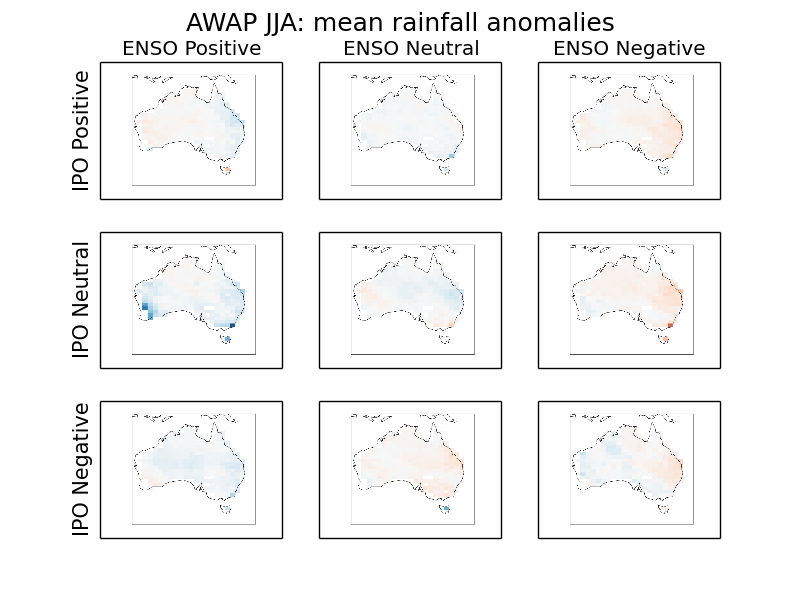 AWAP JJA: mean rainfall anomalies
ENSO Positive
ENSO Neutral
ENSO Negative
IPO Positive
IPO Neutral
IPO Negative